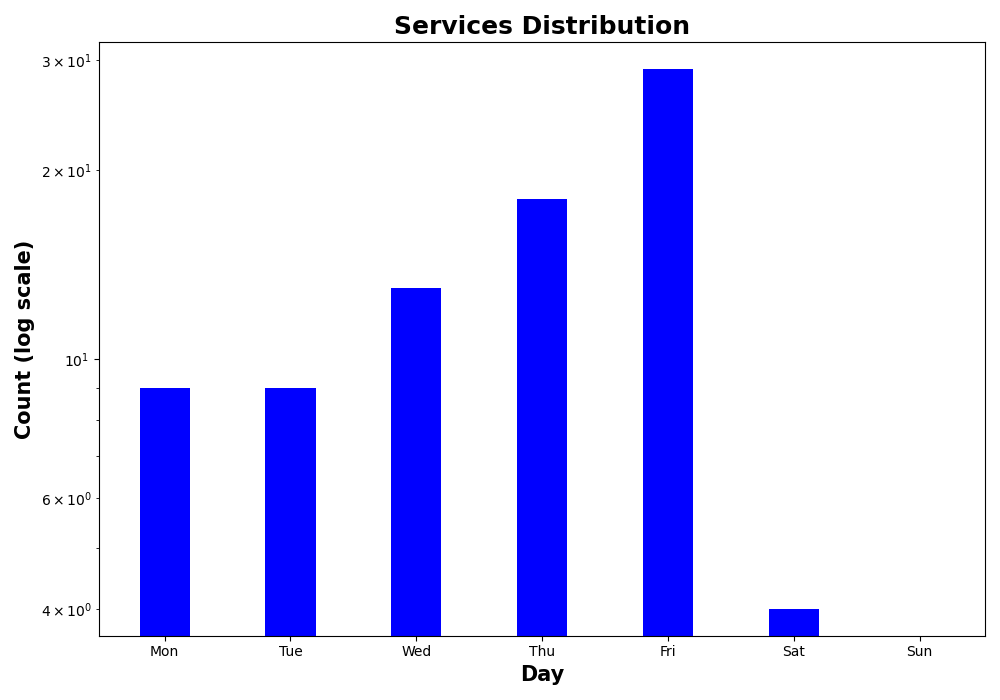 Services Distribution
Count (log scale)
3 × 10¹
2 × 10¹
10¹
6 × 10⁰
4 × 10⁰
Mon Tue Wed Thu Fri Sat Sun
Day